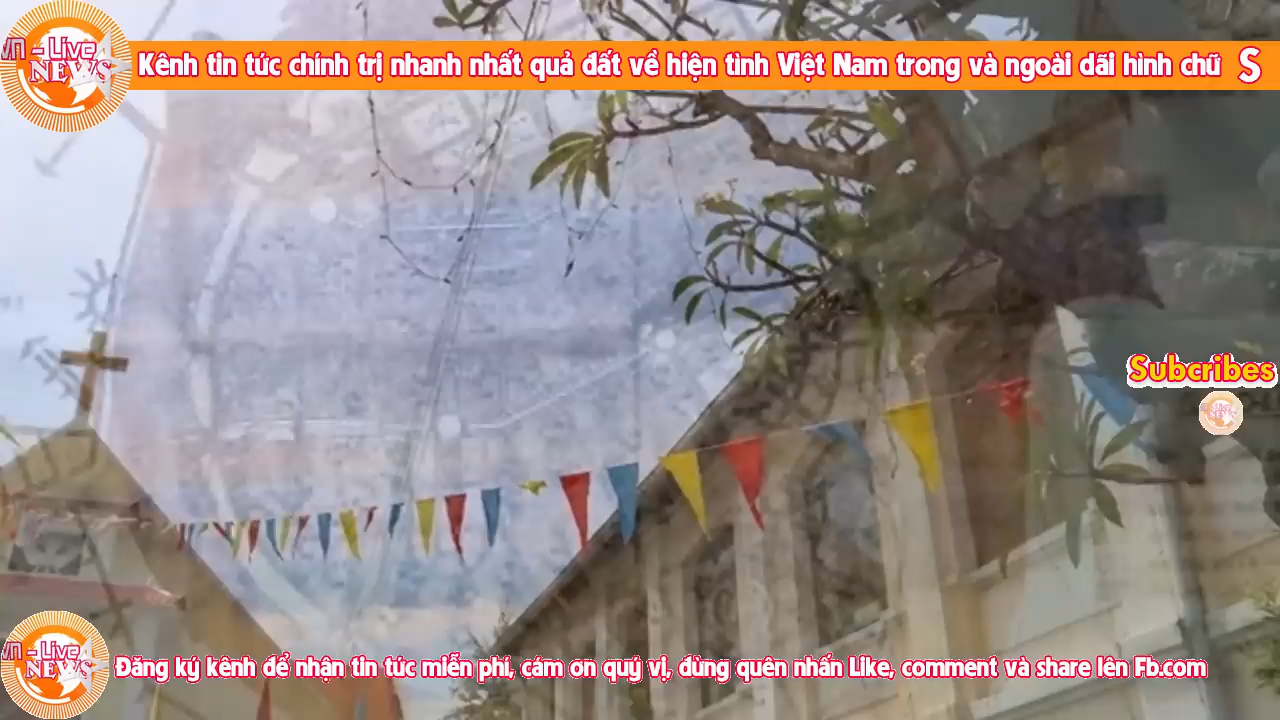 VN - Live
NEWS
Kênh tin tức chính trị nhanh nhất quả đất về hiện tình Việt Nam trong và ngoài dãi hình chữ S
Subcribes
VN - Live
NEWS
Đăng ký kênh để nhận tin tức miễn phí, cám on quý vị, đừng quên nhấn Like, comment và share lên Fb.com